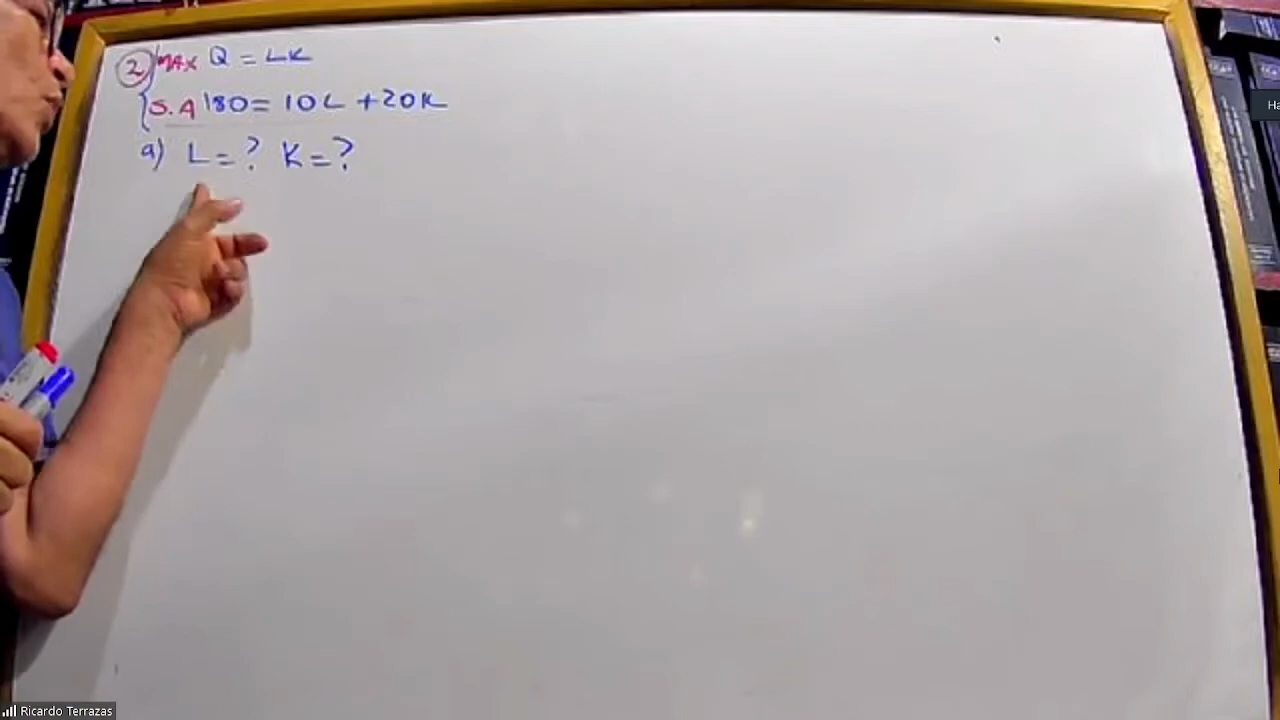 2) MAX Q = LK
S.A 180 = 10L + 20K
a) L = ? K = ?
Ricardo Terrazas